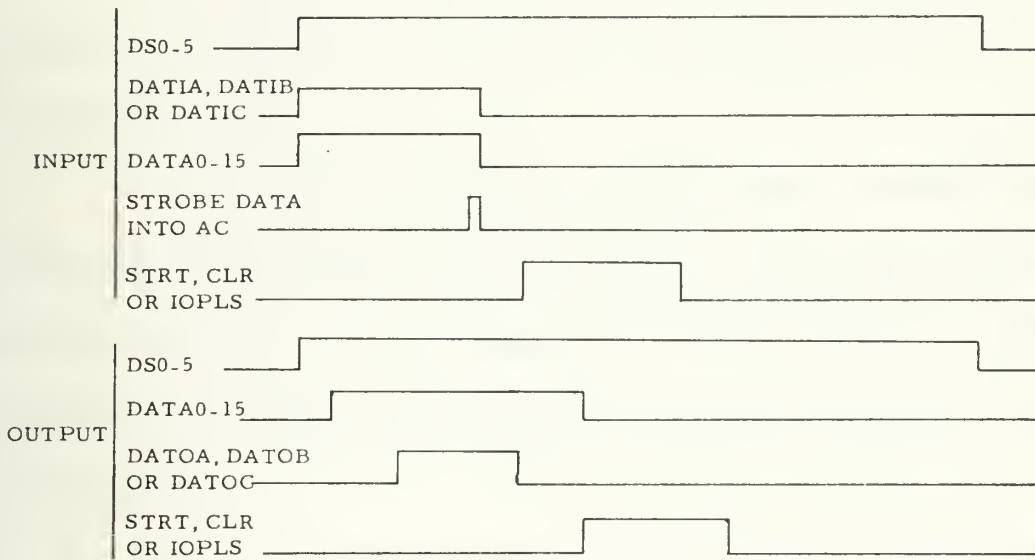 DS0-5
DATIA, DATIB
OR DATIC
INPUT
DATA0-15
STROBE DATA
INTO AC
STRT, CLR
OR IOPLS
DS0-5
DATA0-15
OUTPUT
DATOA, DATOB
OR DATOC
STRT, CLR
OR IOPLS